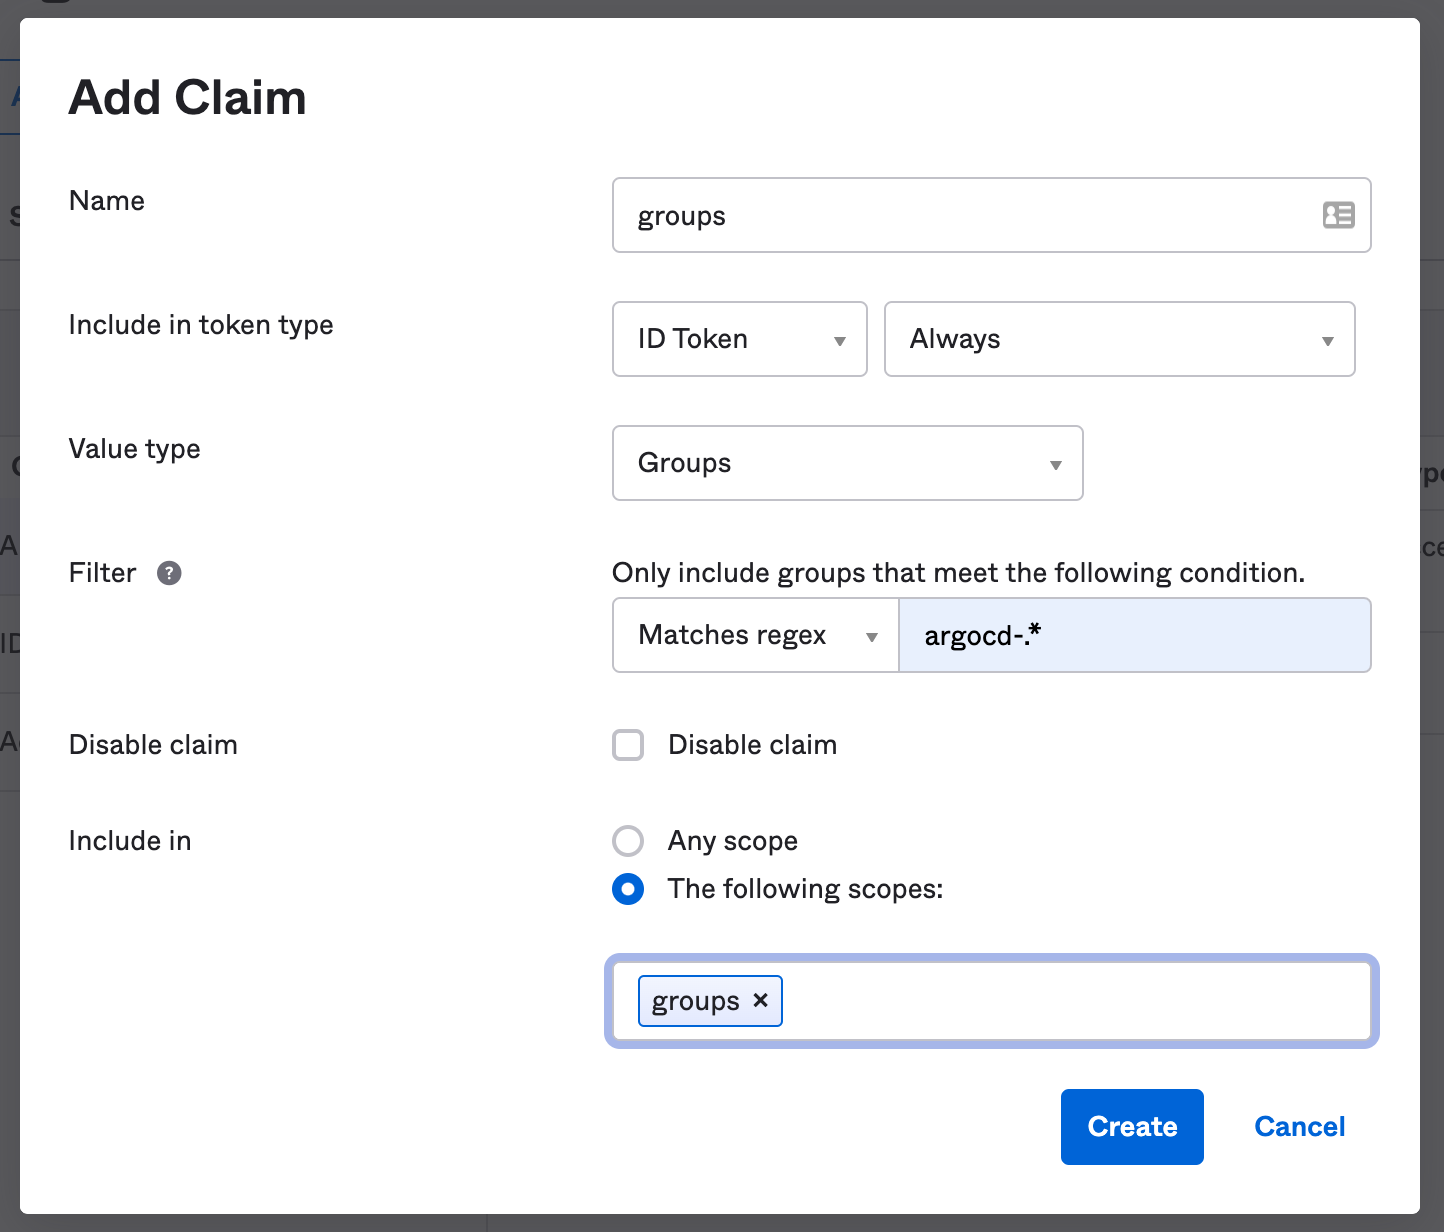 Add Claim
Name
groups
Include in token type
ID Token
Always
Value type
Groups
Filter ?
Only include groups that meet the following condition.
Matches regex
argocd-.*
Disable claim
Disable claim
Include in
Any scope
The following scopes:
groups ×
Create
Cancel